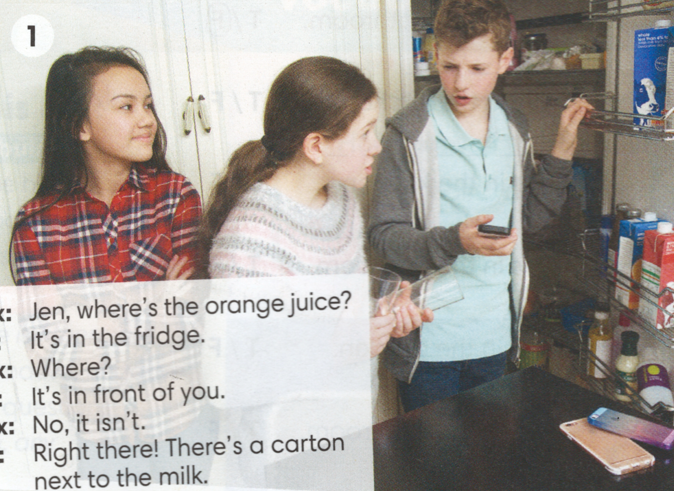 1
x: Jen, where's the orange juice?
: It's in the fridge.
x: Where?
: It's in front of you.
x: No, it isn't.
: Right there! There's a carton
next to the milk.